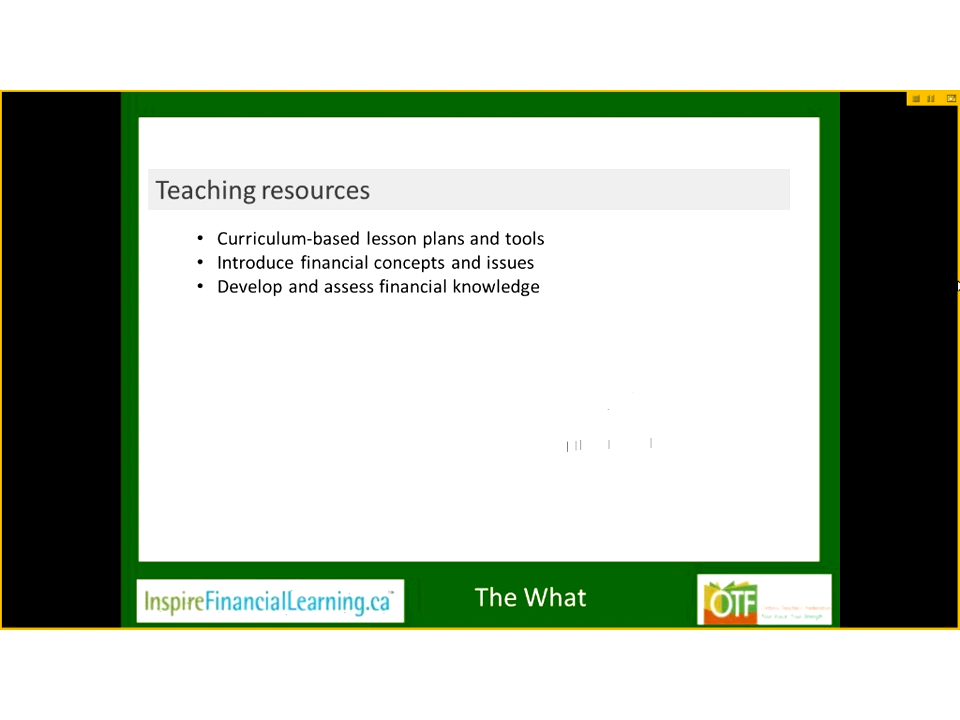 Teaching resources
• Curriculum-based lesson plans and tools
• Introduce financial concepts and issues
• Develop and assess financial knowledge
InspireFinancialLearning.ca™
The What
OTF